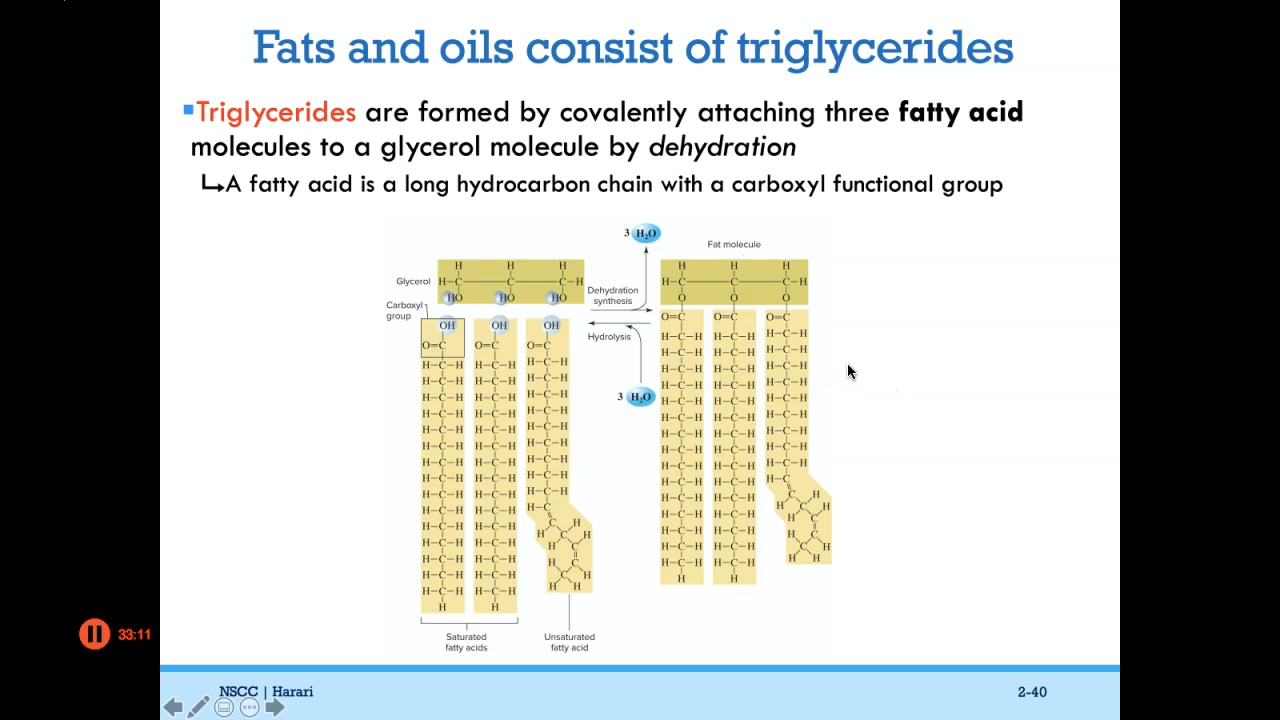 Fats and oils consist of triglycerides
Triglycerides are formed by covalently attaching three fatty acid
molecules to a glycerol molecule by dehydration
A fatty acid is a long hydrocarbon chain with a carboxyl functional group
3 H₂O
Fat molecule
Glycerol
Carboxyl
group
HO HO HO
OH OH OH
O=C O=C O=C
Dehydration
synthesis
Hydrolysis
3 H₂O
O O O
O=C O=C O=C
Saturated
fatty acids
Unsaturated
fatty acid
33:11
NSCC | Harari
2-40